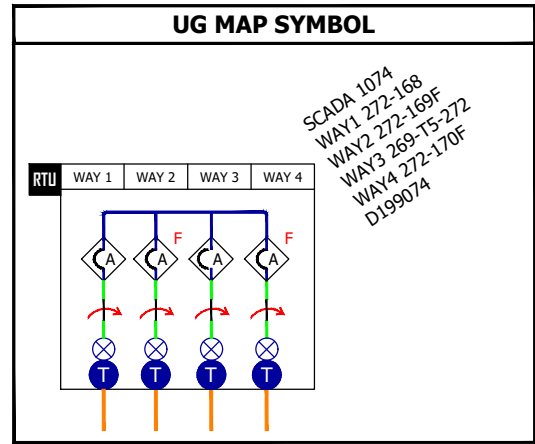 UG MAP SYMBOL
SCADA 1074
WAY1 272-168
WAY2 272-169F
WAY3 269-T5-272
WAY4 272-170F
D199074
RTU WAY 1 WAY 2 WAY 3 WAY 4
F F
A A A A
T T T T